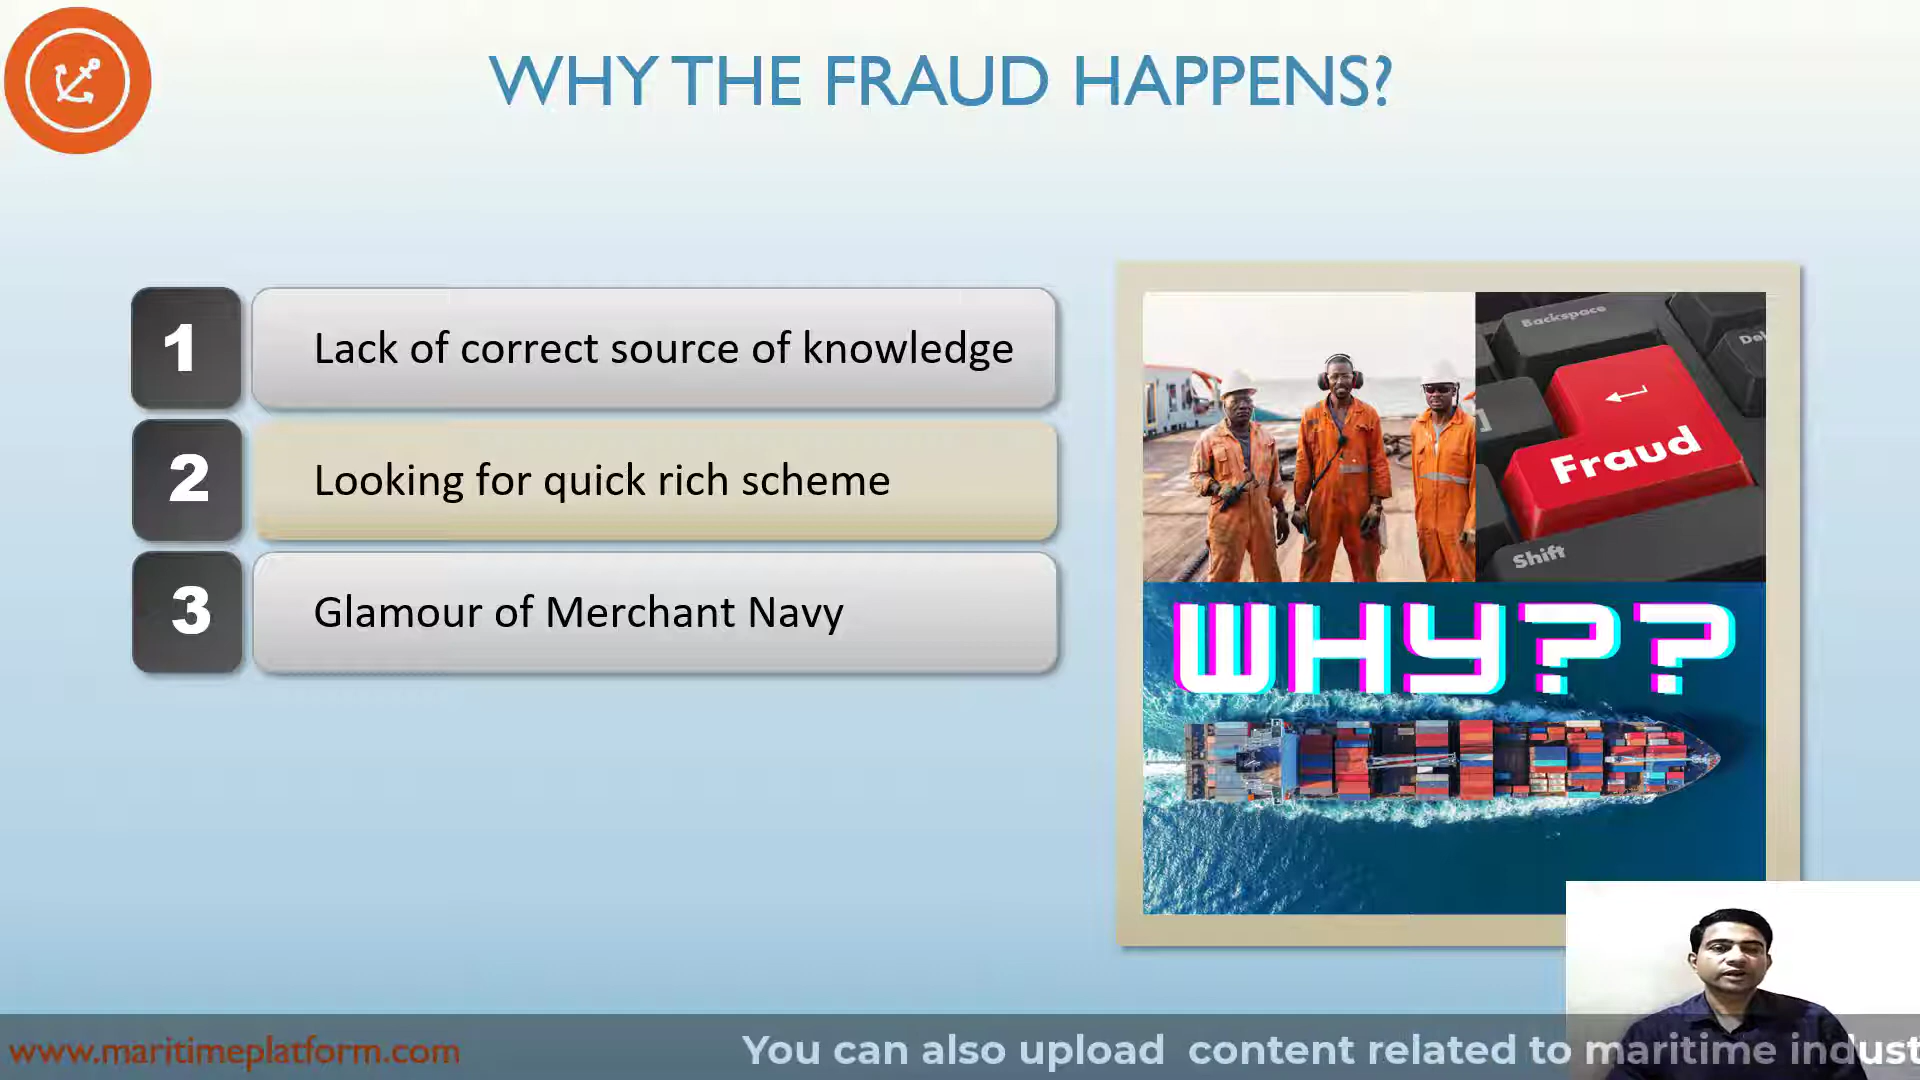 WHY THE FRAUD HAPPENS?
1
Lack of correct source of knowledge
2
Looking for quick rich scheme
3
Glamour of Merchant Navy
Backspace
Del
]
Fraud
Shift
WHY??
www.maritimeplatform.com
You can also upload content related to maritime indust